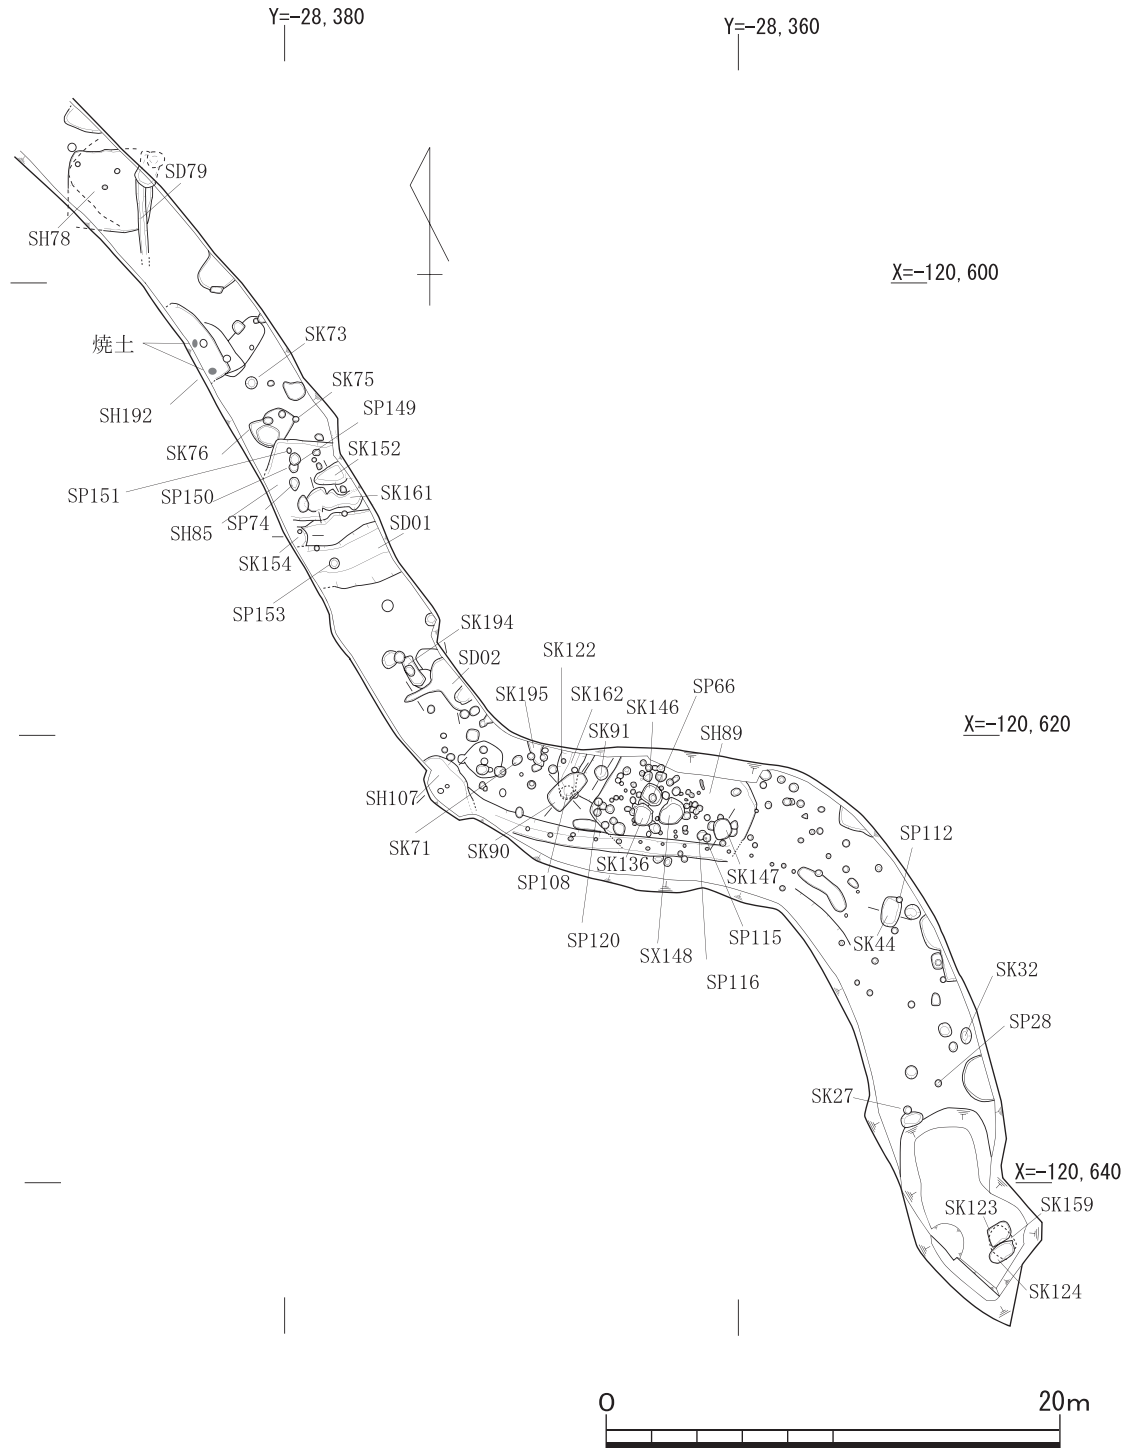 Y=-28,380
Y=-28,360
SD79
SH78
X=-120,600
焼土
SK73
SH192
SK75
SP149
SK76
SK152
SP151
SP150
SK161
SH85
SP74
SD01
SK154
SP153
SK194
SD02
SK122
SK195
SK162
SK146
SP66
SK91
SH89
X=-120,620
SH107
SK71
SK90
SP108
SK136
SK147
SP112
SP120
SX148
SP115
SP116
SK44
SK32
SP28
SK27
X=-120,640
SK123
SK159
SK124
0
20m